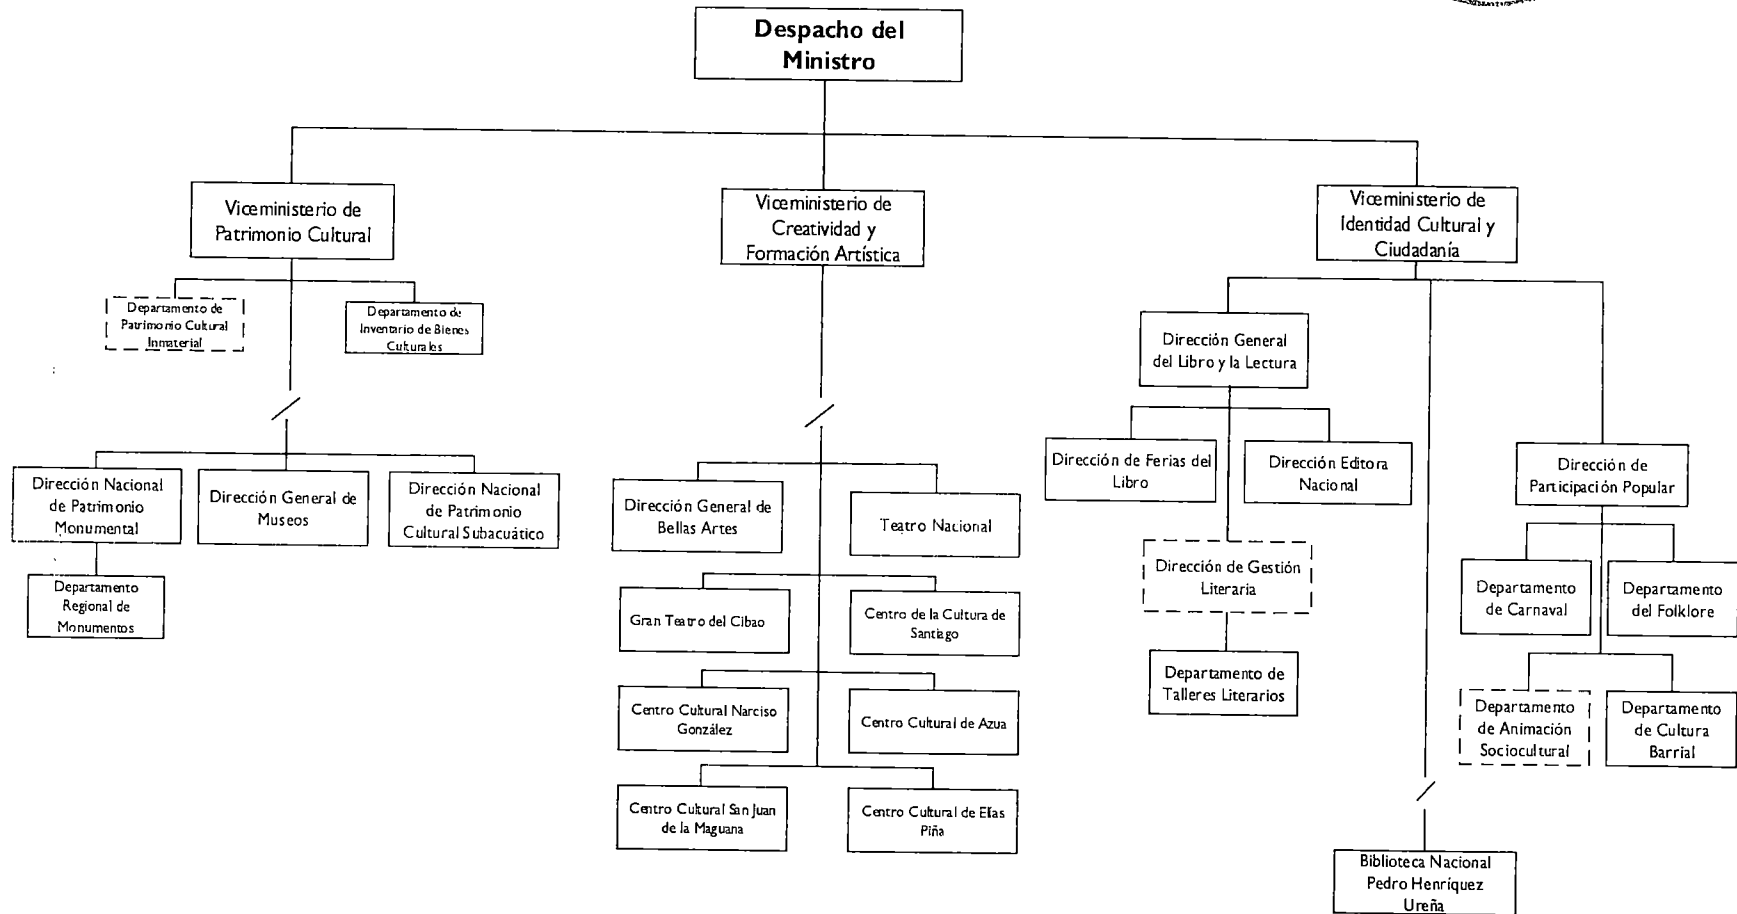 Despacho del
Ministro
Viceministerio de
Patrimonio Cultural
Viceministerio de
Creatividad y
Formación Artística
Viceministerio de
Identidad Cultural y
Ciudadanía
Departamento de
Patrimonio Cultural
Inmaterial
Departamento de
Inventario de Bienes
Culturales
Dirección Nacional
de Patrimonio
Monumental
Dirección General de
Museos
Dirección Nacional
de Patrimonio
Cultural Subacuático
Departamento
Regional de
Monumentos
Dirección General de
Bellas Artes
Teatro Nacional
Gran Teatro del Cibao
Centro de la Cultura de
Santiago
Centro Cultural Narciso
González
Centro Cultural de Azua
Centro Cultural San Juan
de la Maguana
Centro Cultural de Elías
Piña
Dirección General
del Libro y la Lectura
Dirección de Ferias del
Libro
Dirección Editora
Nacional
Dirección de Gestión
Literaria
Departamento de
Talleres Literarios
Dirección de
Participación Popular
Departamento
de Carnaval
Departamento
del Folklore
Departamento
de Animación
Sociocultural
Departamento
de Cultura
Barrial
Biblioteca Nacional
Pedro Henríquez
Ureña